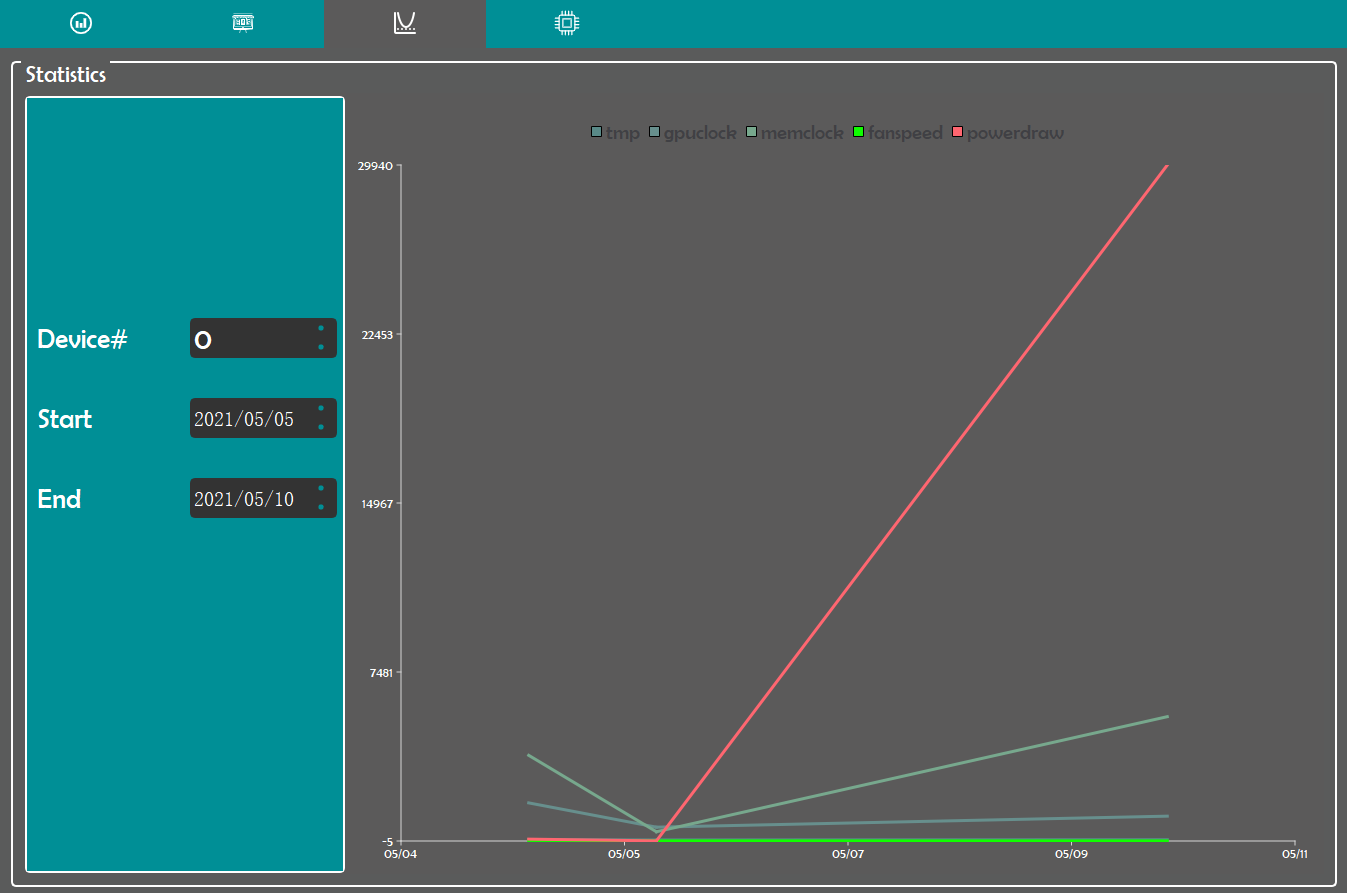 Statistics
Device# 0
Start 2021/05/05
End 2021/05/10
tmp gpuclock memclock fanspeed powerdraw
29940
22453
14967
7481
-5
05/04 05/05 05/07 05/09 05/11